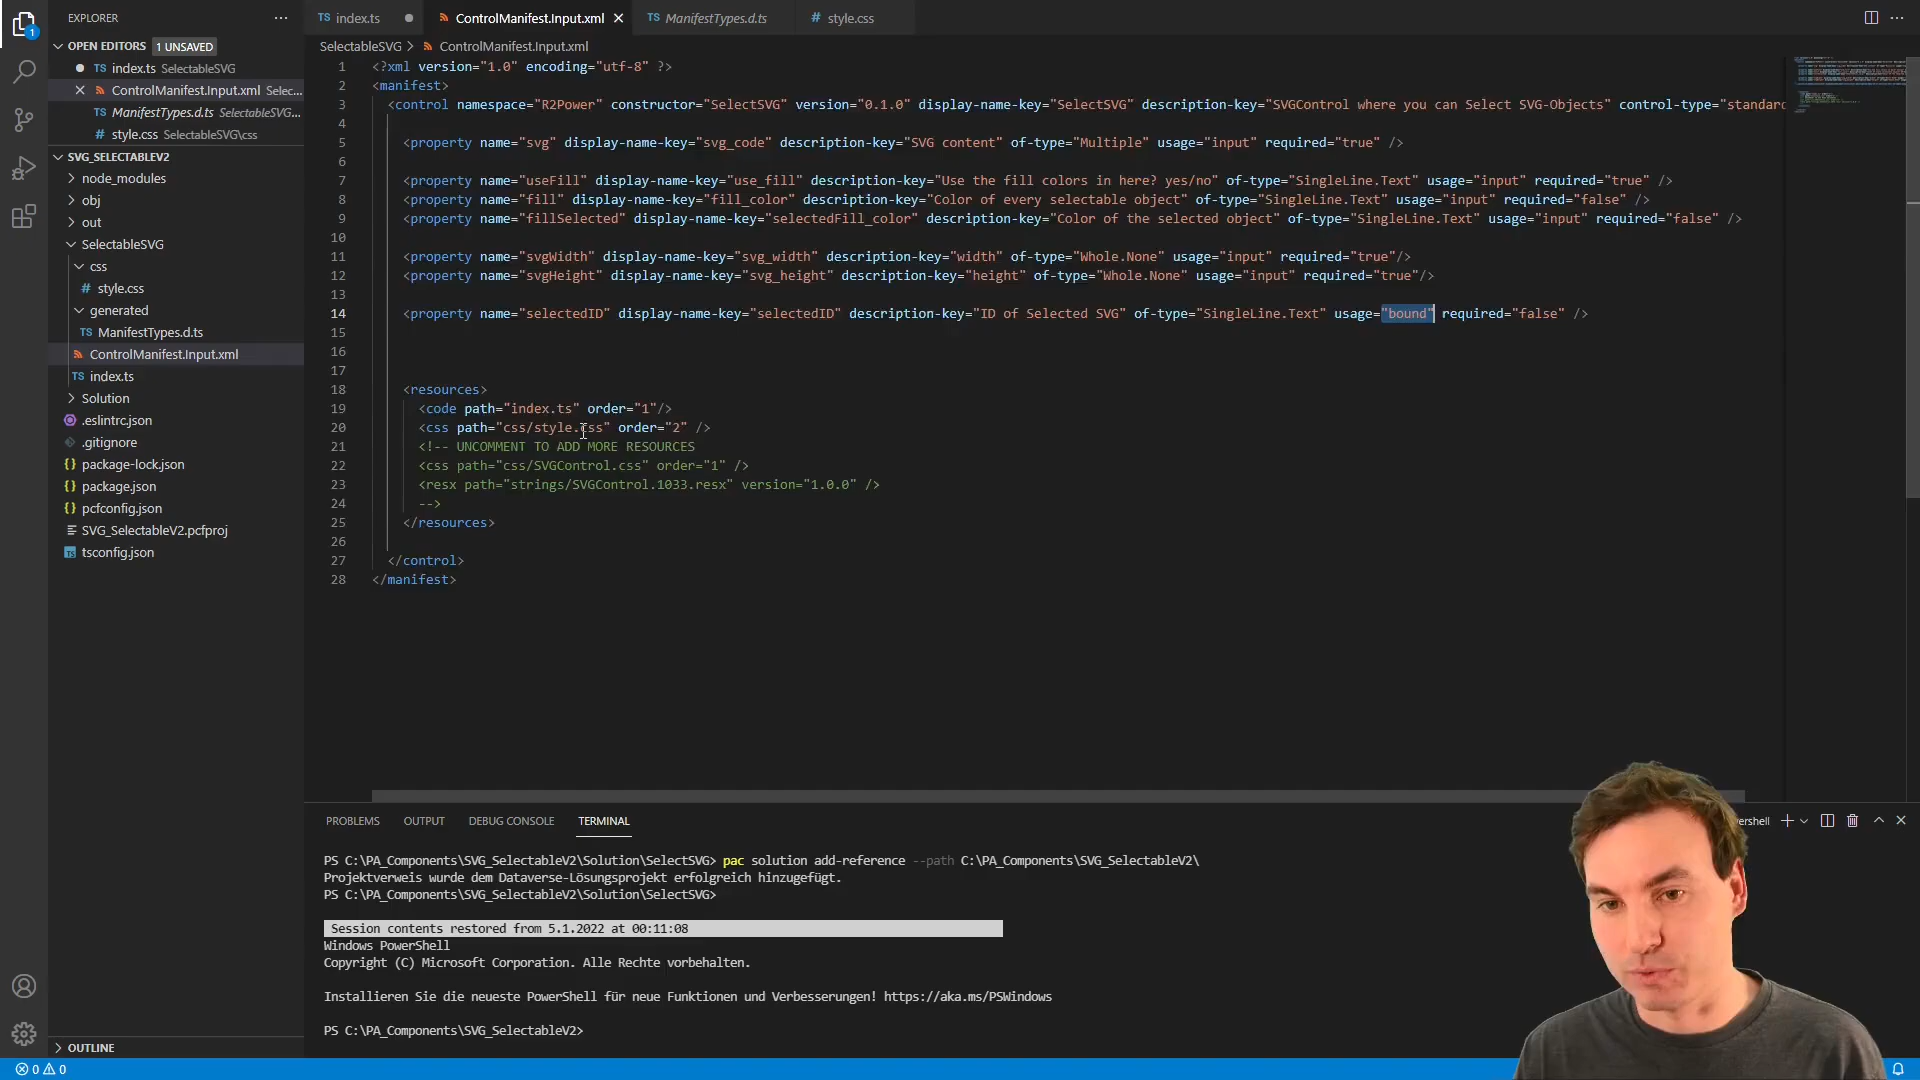 EXPLORER
OPEN EDITORS 1 UNSAVED
TS index.ts SelectableSVG
ControlManifest.Input.xml Selec...
TS ManifestTypes.d.ts SelectableSVG...
# style.css SelectableSVG\css
SVG_SELECTABLEV2
node_modules
obj
out
SelectableSVG
css
# style.css
generated
TS ManifestTypes.d.ts
ControlManifest.Input.xml
TS index.ts
Solution
.eslintrc.json
.gitignore
{} package-lock.json
{} package.json
{} pcfconfig.json
SVG_SelectableV2.pcfproj
tsconfig.json
OUTLINE
0 0
1
TS index.ts
ControlManifest.Input.xml
TS ManifestTypes.d.ts
# style.css
SelectableSVG > ControlManifest.Input.xml
1 <?xml version="1.0" encoding="utf-8" ?>
2 <manifest>
3 <control namespace="R2Power" constructor="SelectSVG" version="0.1.0" display-name-key="SelectSVG" description-key="SVGControl where you can Select SVG-Objects" control-type="standard
4
5 <property name="svg" display-name-key="svg_code" description-key="SVG content" of-type="Multiple" usage="input" required="true" />
6
7 <property name="useFill" display-name-key="use_fill" description-key="Use the fill colors in here? yes/no" of-type="SingleLine.Text" usage="input" required="true" />
8 <property name="fill" display-name-key="fill_color" description-key="Color of every selectable object" of-type="SingleLine.Text" usage="input" required="false" />
9 <property name="fillSelected" display-name-key="selectedFill_color" description-key="Color of the selected object" of-type="SingleLine.Text" usage="input" required="false" />
10
11 <property name="svgWidth" display-name-key="svg_width" description-key="width" of-type="Whole.None" usage="input" required="true"/>
12 <property name="svgHeight" display-name-key="svg_height" description-key="height" of-type="Whole.None" usage="input" required="true"/>
13
14 <property name="selectedID" display-name-key="selectedID" description-key="ID of Selected SVG" of-type="SingleLine.Text" usage="bound" required="false" />
15
16
17
18 <resources>
19 <code path="index.ts" order="1"/>
20 <css path="css/style.css" order="2" />
21 <!-- UNCOMMENT TO ADD MORE RESOURCES
22 <css path="css/SVGControl.css" order="1" />
23 <resx path="strings/SVGControl.1033.resx" version="1.0.0" />
24 -->
25 </resources>
26
27 </control>
28 </manifest>
PROBLEMS OUTPUT DEBUG CONSOLE TERMINAL
ershell
PS C:\PA_Components\SVG_SelectableV2\Solution\SelectSVG> pac solution add-reference --path C:\PA_Components\SVG_SelectableV2\
Projektverweis wurde dem Dataverse-Lösungsprojekt erfolgreich hinzugefügt.
PS C:\PA_Components\SVG_SelectableV2\Solution\SelectSVG>
Session contents restored from 5.1.2022 at 00:11:08
Windows PowerShell
Copyright (C) Microsoft Corporation. Alle Rechte vorbehalten.
Installieren Sie die neueste PowerShell für neue Funktionen und Verbesserungen! https://aka.ms/PSWindows
PS C:\PA_Components\SVG_SelectableV2>